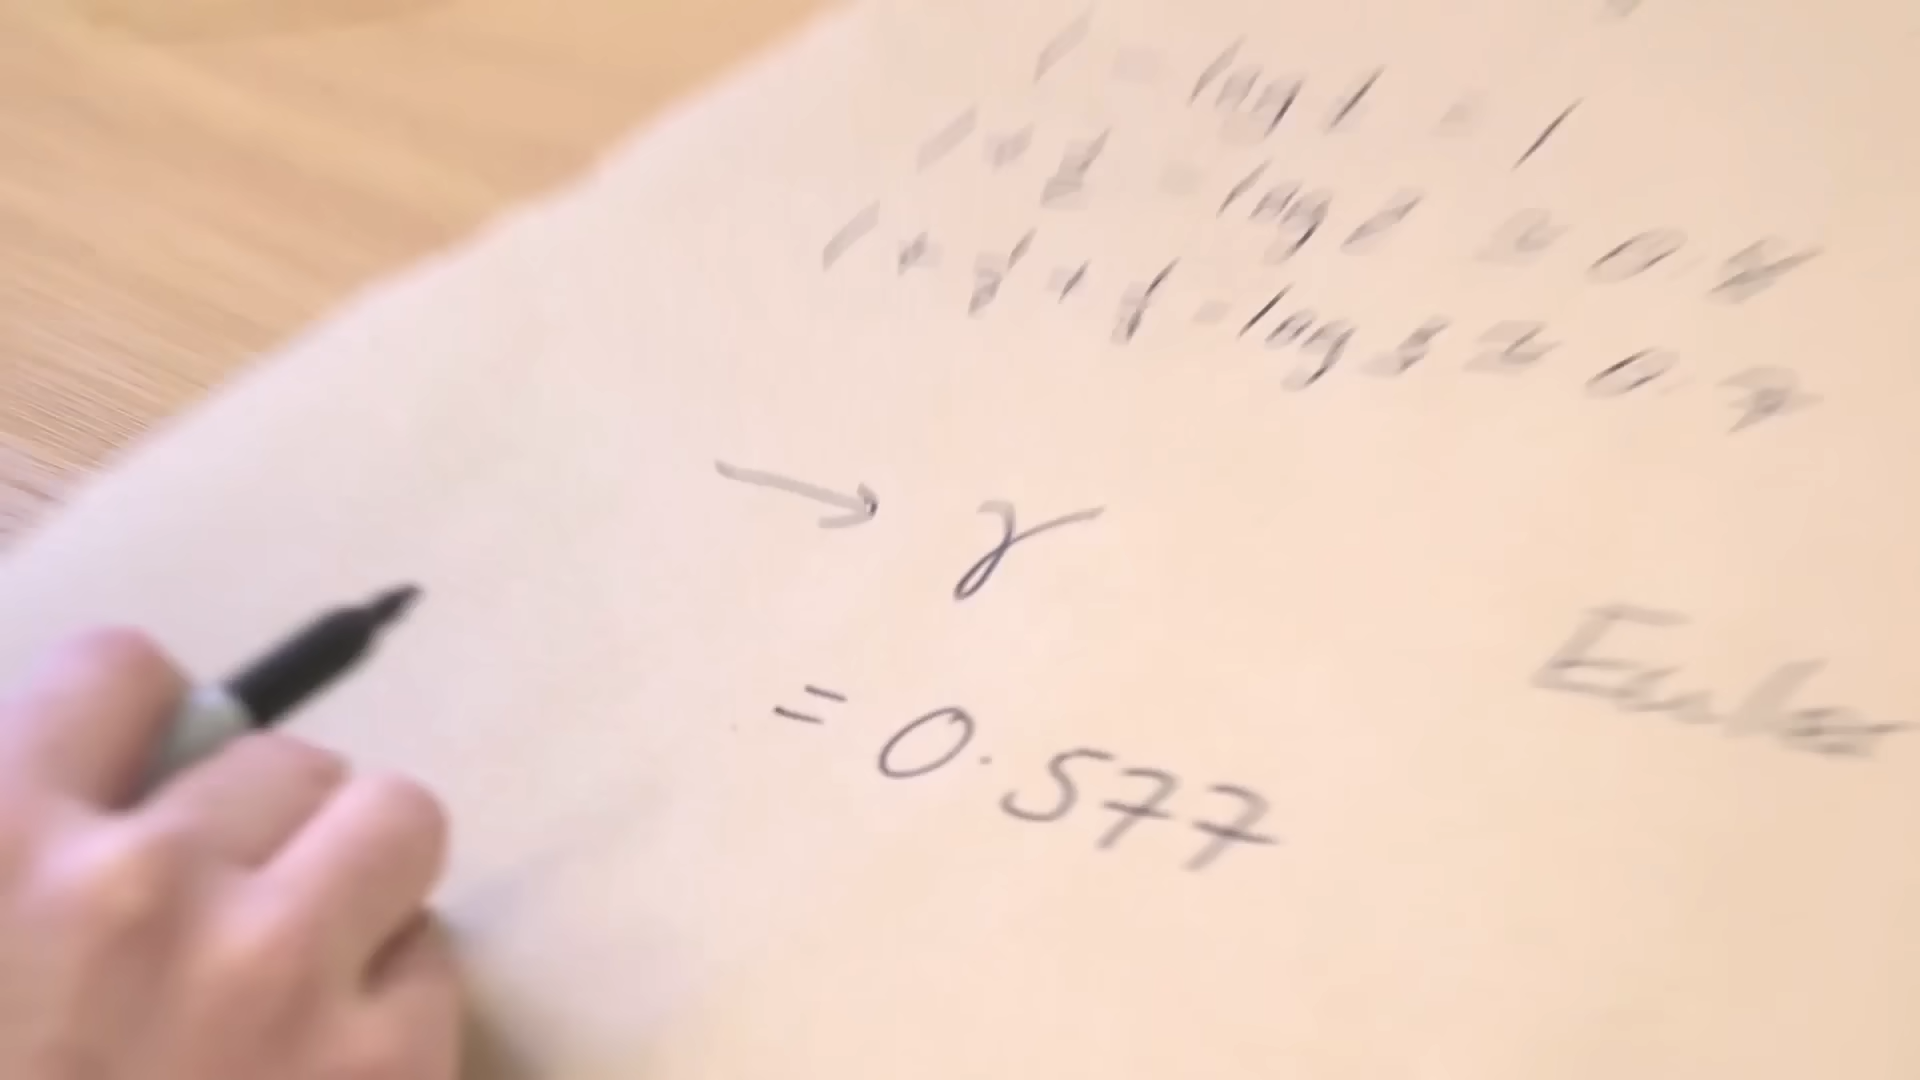 1 - log 1 = 1
1 + 1/2 - log 2 ≈ 0.8
1 + 1/2 + 1/3 - log 3 ≈ 0.7
→ γ
= 0.577
Euler